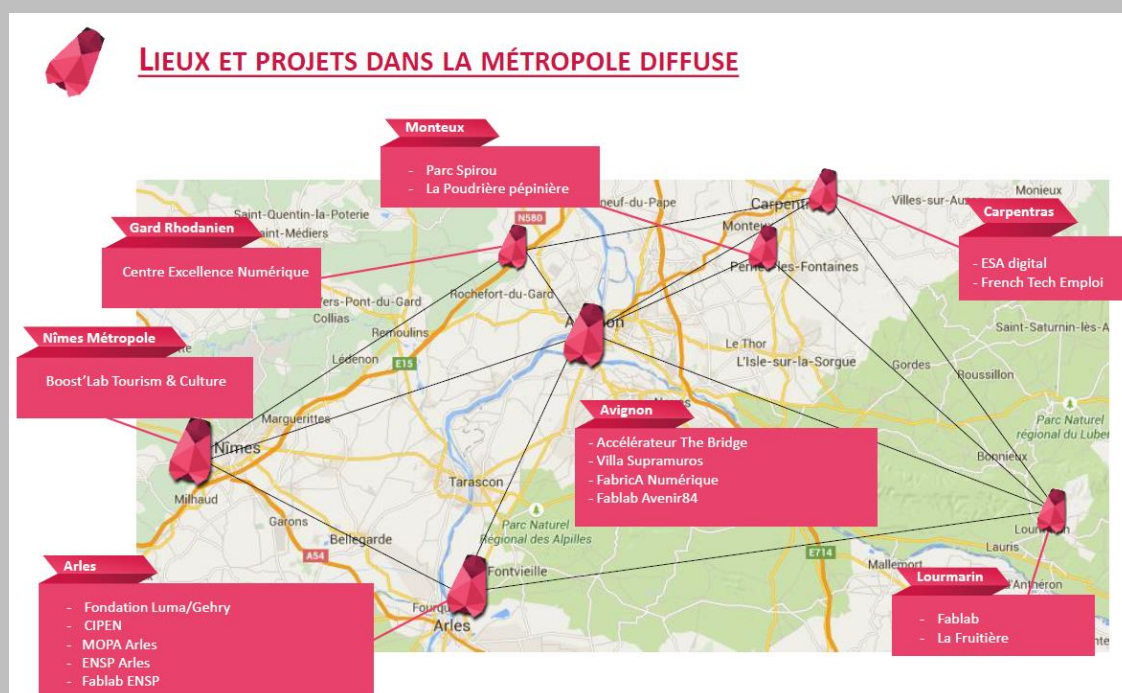 LIEUX ET PROJETS DANS LA MÉTROPOLE DIFFUSE
Monteux
- Parc Spirou
- La Poudrière pépinière
Gard Rhodanien
Centre Excellence Numérique
Nîmes Métropole
Boost'Lab Tourism & Culture
Carpentras
- ESA digital
- French Tech Emploi
Avignon
- Accélérateur The Bridge
- Villa Supramuros
- FabricA Numérique
- Fablab Avenir84
Arles
- Fondation Luma/Gehry
- CIPEN
- MOPA Arles
- ENSP Arles
- Fablab ENSP
Lourmarin
- Fablab
- La Fruitière
Saint-Quentin-la-Poterie
N580
Villes-sur-
Monieux
Rochefort-du-Gard
Collias
Remoulins
Lédenon
E15
Le Thor
L'Isle-sur-la-Sorgue
Gordes
Roussillon
Marguerittes
Nîmes
Milhaud
Garons
Bellegarde
A54
Tarascon
Parc Naturel
Régional des Alpilles
Fontvieille
Arles
Parc Naturel
régional du
Bonnieux
Lauris
Mallemort
E714